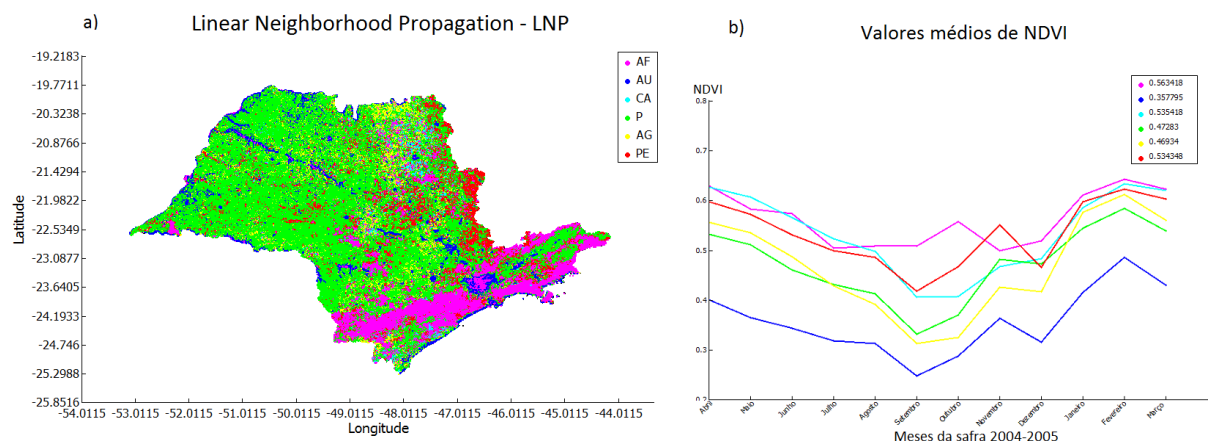 a)
Linear Neighborhood Propagation - LNP
-19.2183
-19.7711
-20.3238
-20.8766
-21.4294
-21.9822
-22.5349
-23.0877
-23.6405
-24.1933
-24.746
-25.2988
-25.8516
Latitude
-54.0115 -53.0115 -52.0115 -51.0115 -50.0115 -49.0115 -48.0115 -47.0115 -46.0115 -45.0115 -44.0115
Longitude
AF
AU
CA
P
AG
PE
b)
Valores médios de NDVI
NDVI
0.8
0.7
0.6
0.5
0.4
0.3
0.2
0.563418
0.357795
0.535418
0.47283
0.46934
0.534348
Abril Maio Junho Julho Agosto Setembro Outubro Novembro Dezembro Janeiro Fevereiro Março
Meses da safra 2004-2005